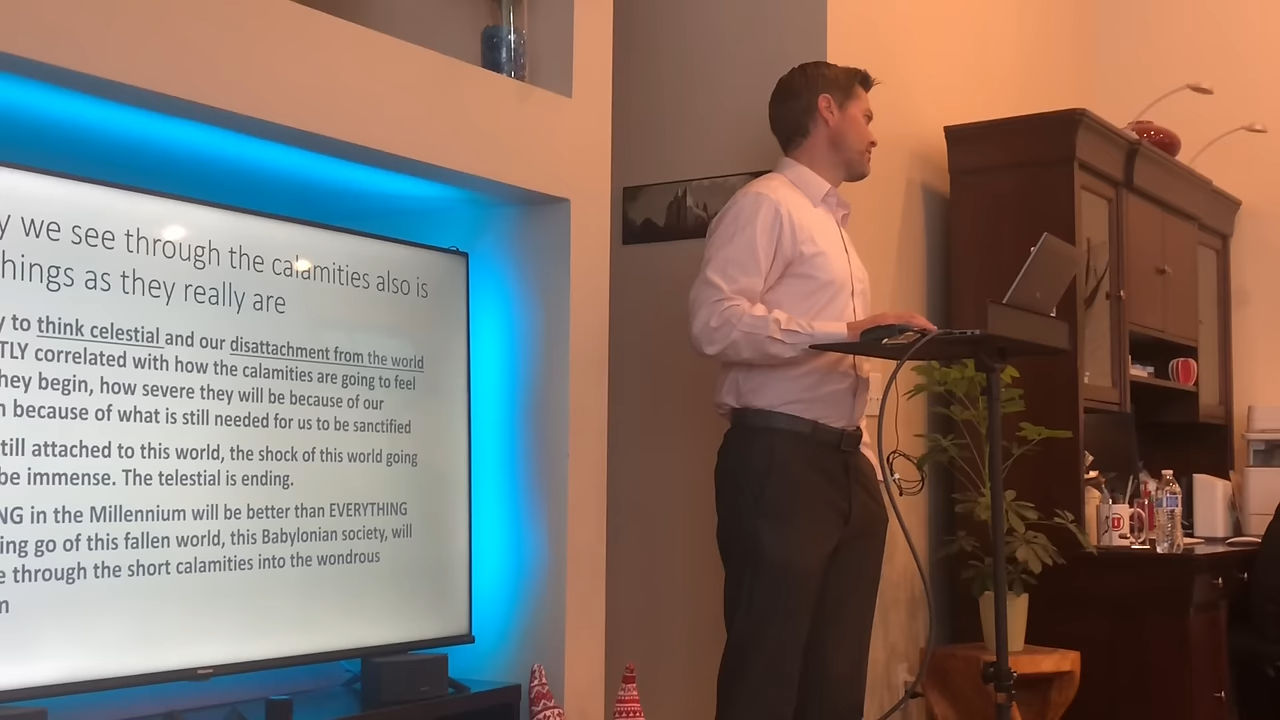 y we see through the calamities also is
hings as they really are
y to think celestial and our disattachment from the world
TLY correlated with how the calamities are going to feel
hey begin, how severe they will be because of our
n because of what is still needed for us to be sanctified
till attached to this world, the shock of this world going
be immense. The telestial is ending.
NG in the Millennium will be better than EVERYTHING
ing go of this fallen world, this Babylonian society, will
e through the short calamities into the wondrous
m